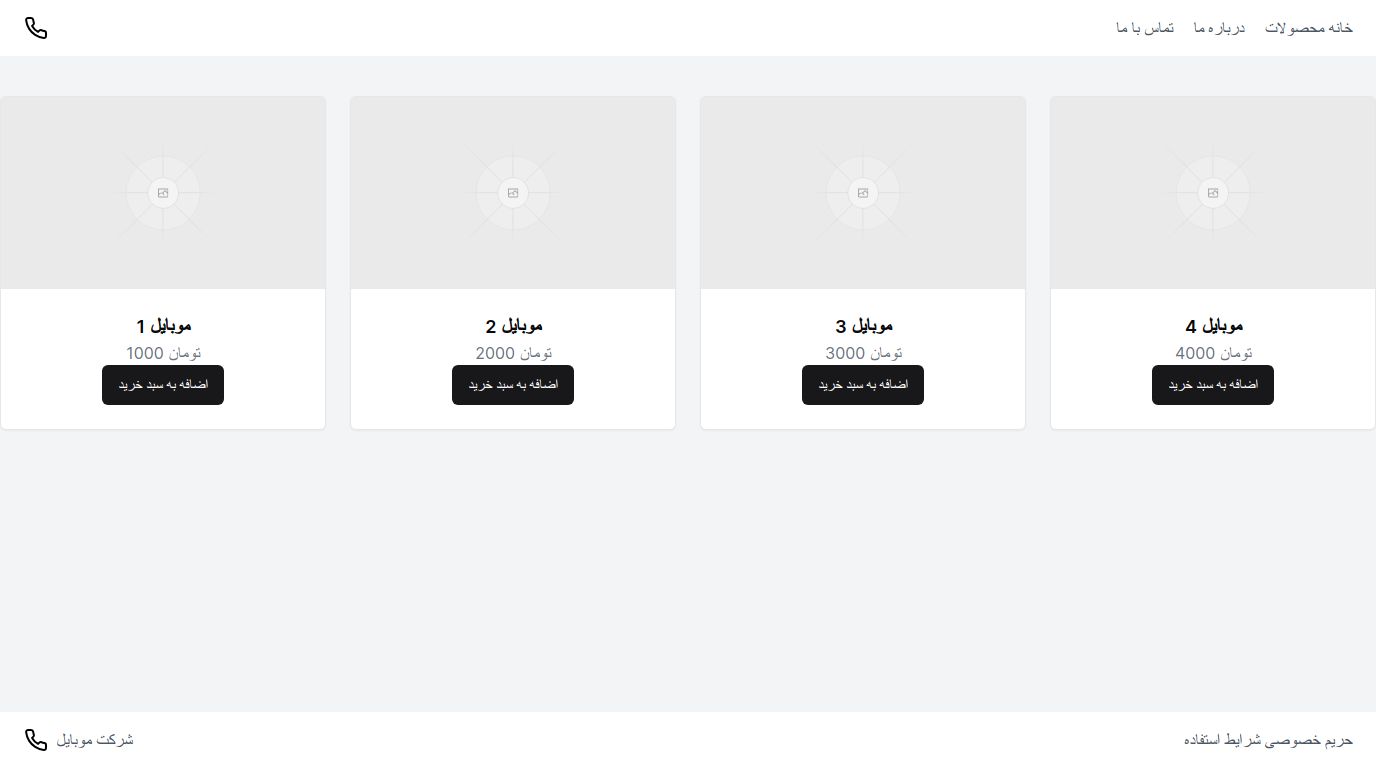 خانه محصولات
درباره ما
تماس با ما
موبایل 4
تومان 4000
اضافه به سبد خرید
موبایل 3
تومان 3000
اضافه به سبد خرید
موبایل 2
تومان 2000
اضافه به سبد خرید
موبایل 1
تومان 1000
اضافه به سبد خرید
حریم خصوصی شرایط استفاده
شرکت موبایل